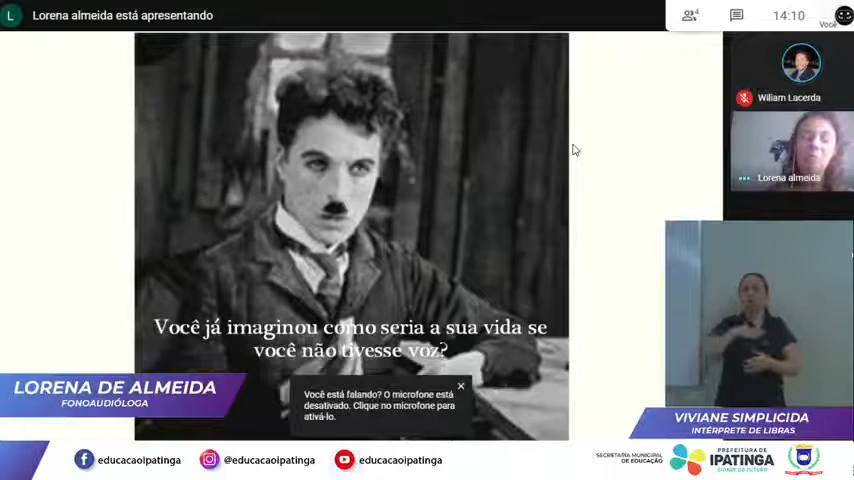 L
Lorena almeida está apresentando
4
14:10
Você
Wiliam Lacerda
Lorena almeida
Você já imaginou como seria a sua vida se
você não tivesse voz?
Você está falando? O microfone está
desativado. Clique no microfone para
ativá-lo.
LORENA DE ALMEIDA
FONOAUDIÓLOGA
VIVIANE SIMPLICIDA
INTÉRPRETE DE LIBRAS
educacaoipatinga
@educacaoipatinga
educacaoipatinga
SECRETARIA MUNICIPAL
DE EDUCAÇÃO
PREFEITURA DE
IPATINGA
CIDADE DO FUTURO